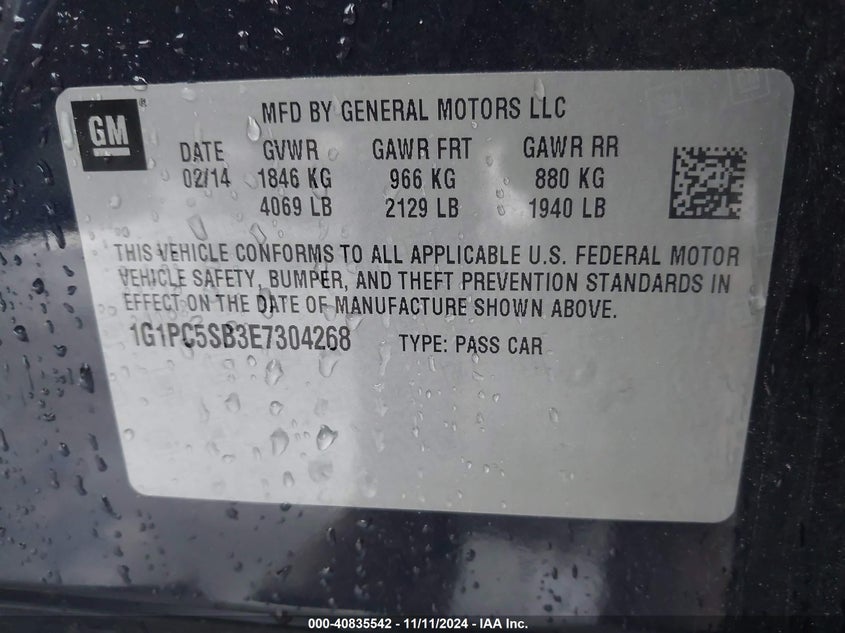 GM®
MFD BY GENERAL MOTORS LLC
DATE GVWR GAWR FRT GAWR RR
02/14 1846 KG 966 KG 880 KG
4069 LB 2129 LB 1940 LB
THIS VEHICLE CONFORMS TO ALL APPLICABLE U.S. FEDERAL MOTOR
VEHICLE SAFETY, BUMPER, AND THEFT PREVENTION STANDARDS IN
EFFECT ON THE DATE OF MANUFACTURE SHOWN ABOVE.
1G1PC5SB3E7304268 TYPE: PASS CAR
000-40835542 - 11/11/2024 - IAA Inc.